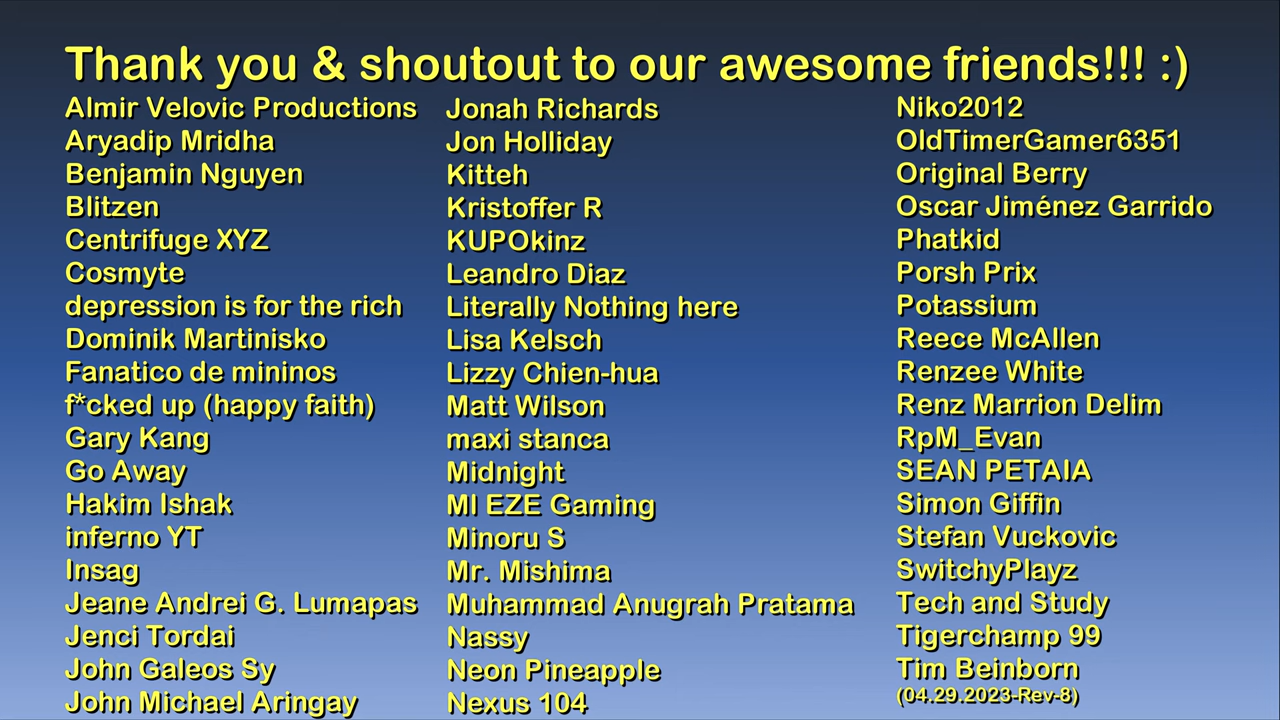 Thank you & shoutout to our awesome friends!!! :)
Almir Velovic Productions
Aryadip Mridha
Benjamin Nguyen
Blitzen
Centrifuge XYZ
Cosmyte
depression is for the rich
Dominik Martinisko
Fanatico de mininos
f*cked up (happy faith)
Gary Kang
Go Away
Hakim Ishak
inferno YT
Insag
Jeane Andrei G. Lumapas
Jenci Tordai
John Galeos Sy
John Michael Aringay
Jonah Richards
Jon Holliday
Kitteh
Kristoffer R
KUPOkinz
Leandro Diaz
Literally Nothing here
Lisa Kelsch
Lizzy Chien-hua
Matt Wilson
maxi stanca
Midnight
MI EZE Gaming
Minoru S
Mr. Mishima
Muhammad Anugrah Pratama
Nassy
Neon Pineapple
Nexus 104
Niko2012
OldTimerGamer6351
Original Berry
Oscar Jiménez Garrido
Phatkid
Porsh Prix
Potassium
Reece McAllen
Renzee White
Renz Marrion Delim
RpM_Evan
SEAN PETAIA
Simon Giffin
Stefan Vuckovic
SwitchyPlayz
Tech and Study
Tigerchamp 99
Tim Beinborn
(04.29.2023-Rev-8)